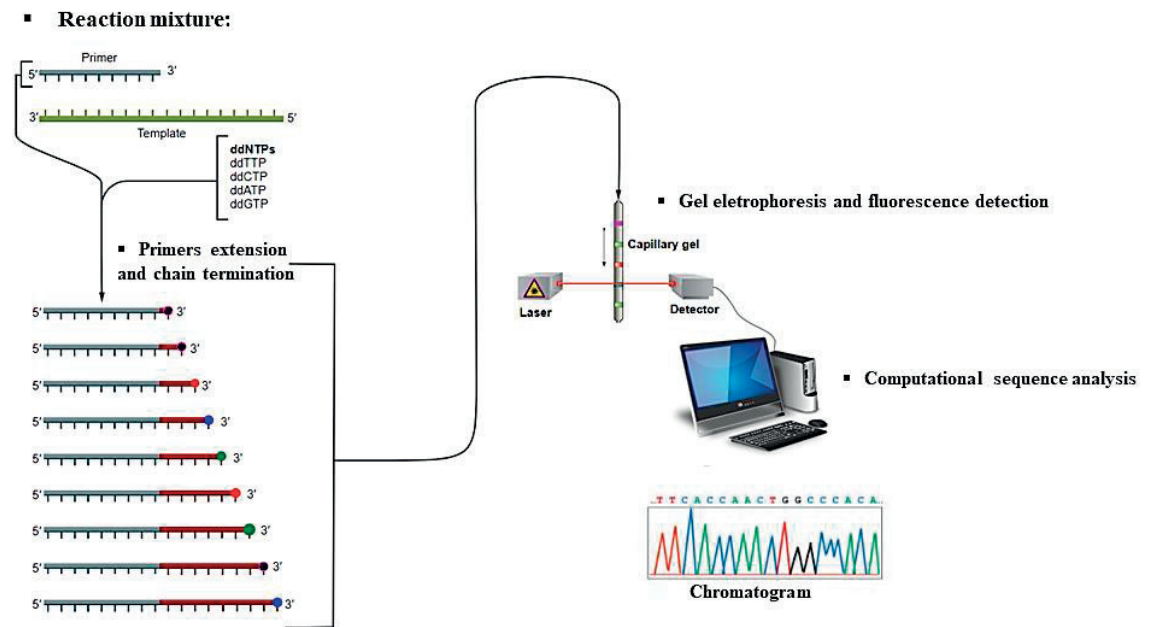 ▪ Reaction mixture:
Primer
5' 3'
3' 5'
Template
ddNTPs
ddTTP
ddCTP
ddATP
ddGTP
▪ Primers extension
and chain termination
5' 3'
5' 3'
5' 3'
5' 3'
5' 3'
5' 3'
5' 3'
5' 3'
5' 3'
▪ Gel eletrophoresis and fluorescence detection
Capillary gel
Laser
Detector
▪ Computational sequence analysis
..T T C A C C A A C T G G C C C A C A..
Chromatogram